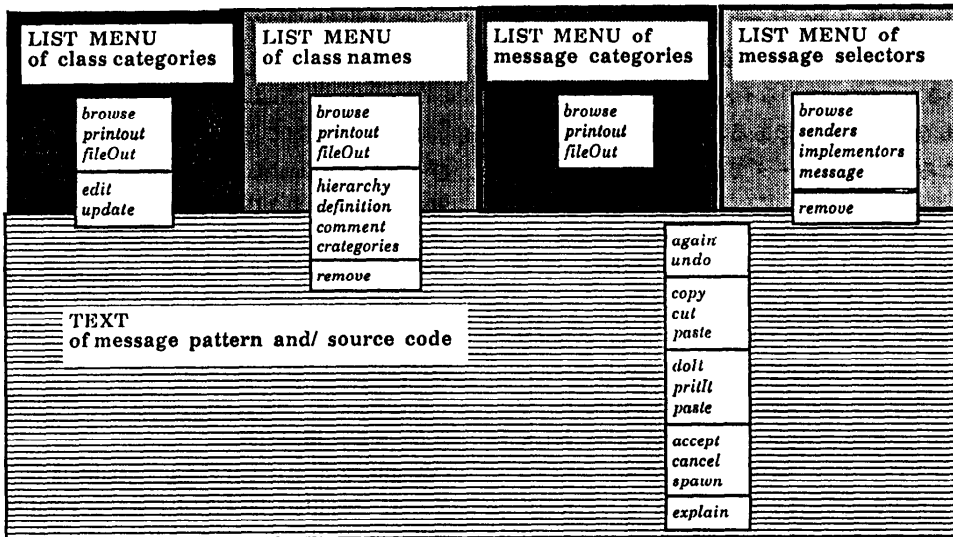 LIST MENU
of class categories
browse
printout
fileOut
edit
update
LIST MENU
of class names
browse
printout
fileOut
hierarchy
definition
comment
crategories
remove
LIST MENU of
message categories
browse
printout
fileOut
LIST MENU of
message selectors
browse
senders
implementors
message
remove
TEXT
of message pattern and/ source code
again
undo
copy
cut
paste
doIt
pritIt
paste
accept
cancel
spawn
explain